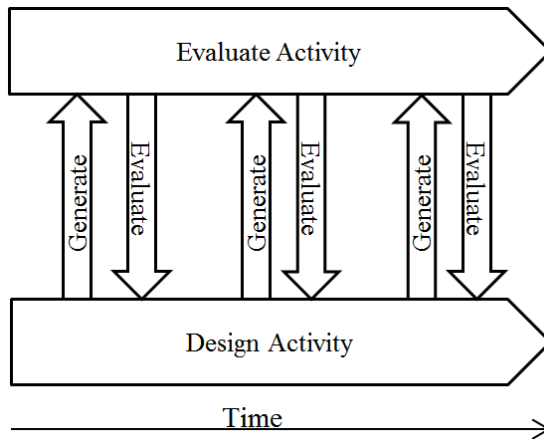 Evaluate Activity
Generate
Evaluate
Generate
Evaluate
Generate
Evaluate
Design Activity
Time